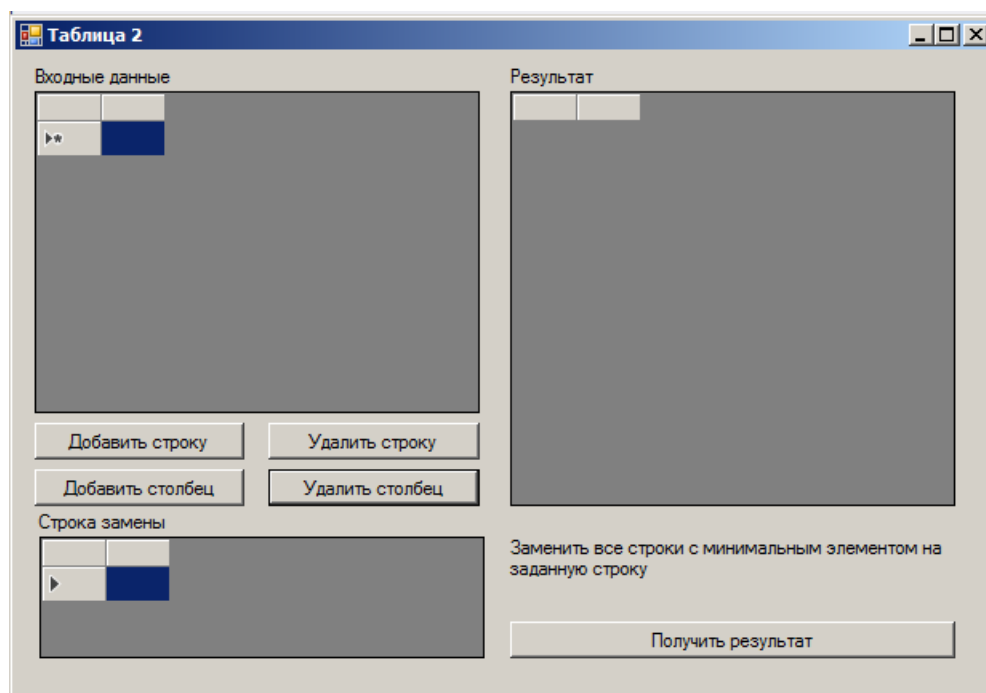 Таблица 2
Входные данные
Результат
Добавить строку
Удалить строку
Добавить столбец
Удалить столбец
Строка замены
Заменить все строки с минимальным элементом на
заданную строку
Получить результат